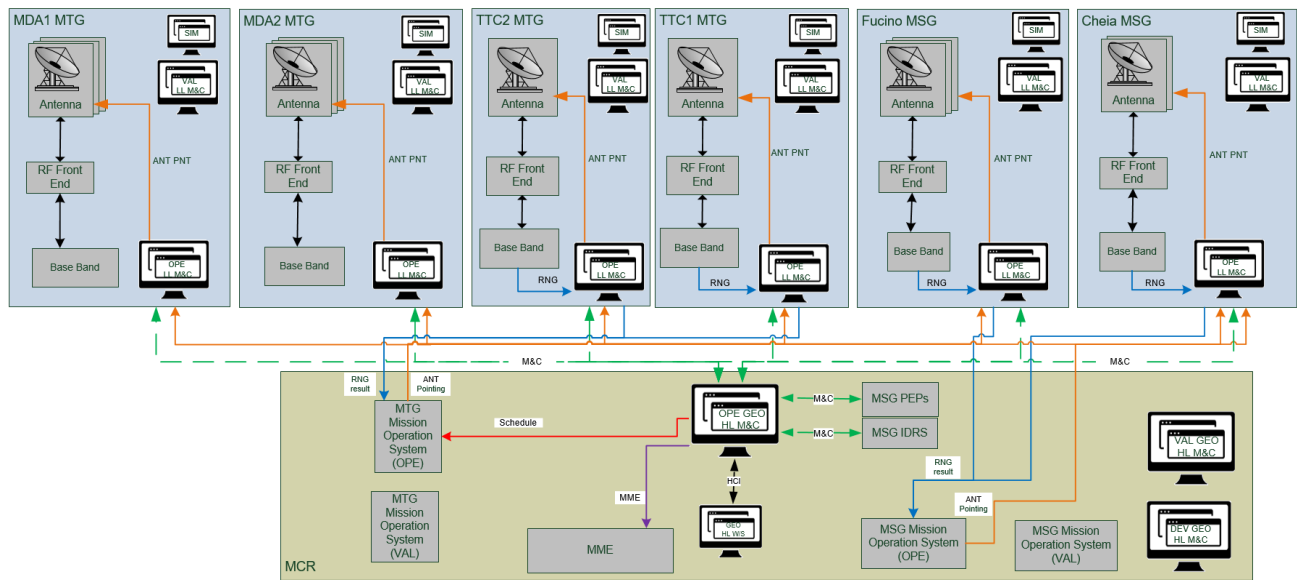 MDA1 MTG
SIM
VAL
LL M&C
Antenna
ANT PNT
RF Front
End
Base Band
OPE
LL M&C
MDA2 MTG
SIM
VAL
LL M&C
Antenna
ANT PNT
RF Front
End
Base Band
OPE
LL M&C
TTC2 MTG
SIM
VAL
LL M&C
Antenna
ANT PNT
RF Front
End
Base Band
RNG
OPE
LL M&C
TTC1 MTG
SIM
VAL
LL M&C
Antenna
ANT PNT
RF Front
End
Base Band
RNG
OPE
LL M&C
Fucino MSG
SIM
VAL
LL M&C
Antenna
ANT PNT
RF Front
End
Base Band
RNG
OPE
LL M&C
Cheia MSG
SIM
VAL
LL M&C
Antenna
ANT PNT
RF Front
End
Base Band
RNG
OPE
LL M&C
M&C
M&C
RNG
result
ANT
Pointing
MTG
Mission
Operation
System
(OPE)
Schedule
OPE GEO
HL M&C
M&C
MSG PEPs
M&C
MSG IDRS
VAL GEO
HL M&C
HCI
RNG
result
MTG
Mission
Operation
System
(VAL)
MME
MME
GEO
HL W/S
ANT
Pointing
MSG Mission
Operation System
(OPE)
MSG Mission
Operation System
(VAL)
DEV GEO
HL M&C
MCR